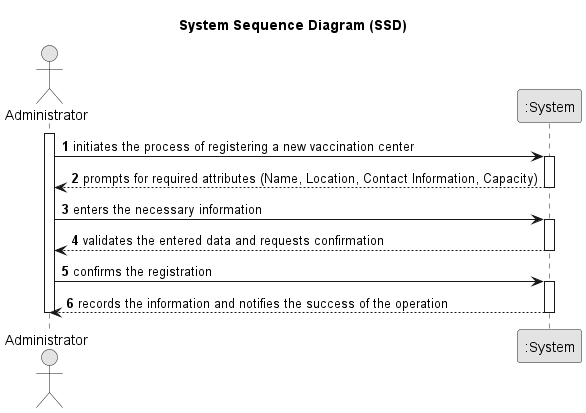 System Sequence Diagram (SSD)
Administrator
:System
1 initiates the process of registering a new vaccination center
2 prompts for required attributes (Name, Location, Contact Information, Capacity)
3 enters the necessary information
4 validates the entered data and requests confirmation
5 confirms the registration
6 records the information and notifies the success of the operation
Administrator
:System